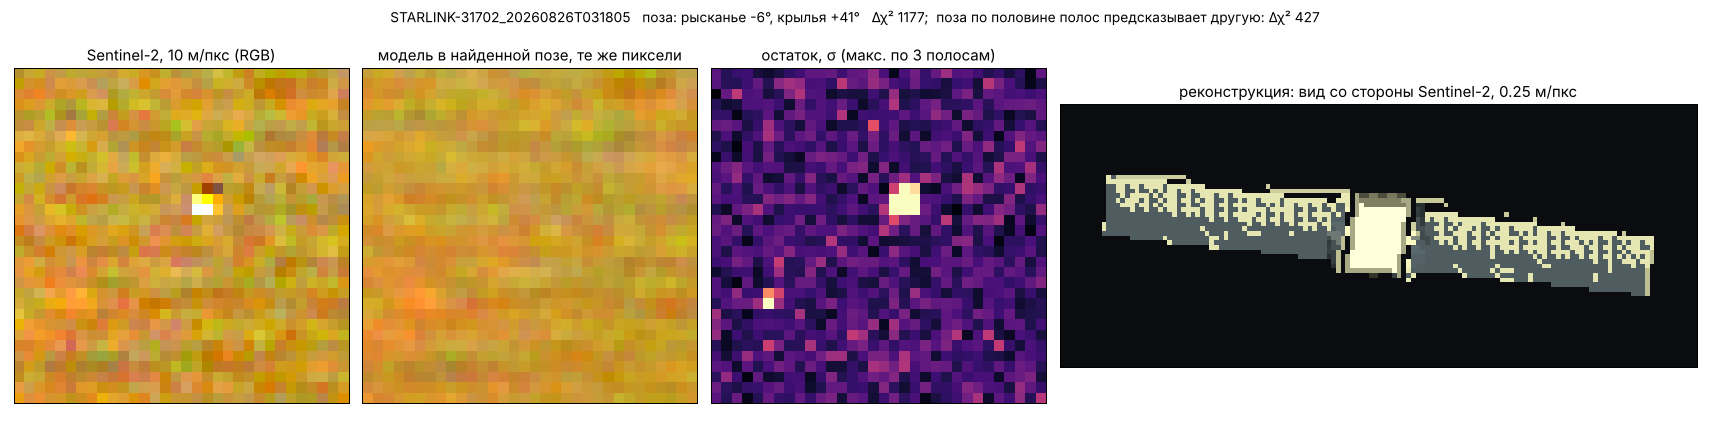 STARLINK-31702_20260826T031805 поза: рысканье -6°, крылья +41° Δχ² 1177; поза по половине полос предсказывает другую: Δχ² 427
Sentinel-2, 10 м/пкс (RGB)
модель в найденной позе, те же пиксели
остаток, σ (макс. по 3 полосам)
реконструкция: вид со стороны Sentinel-2, 0.25 м/пкс